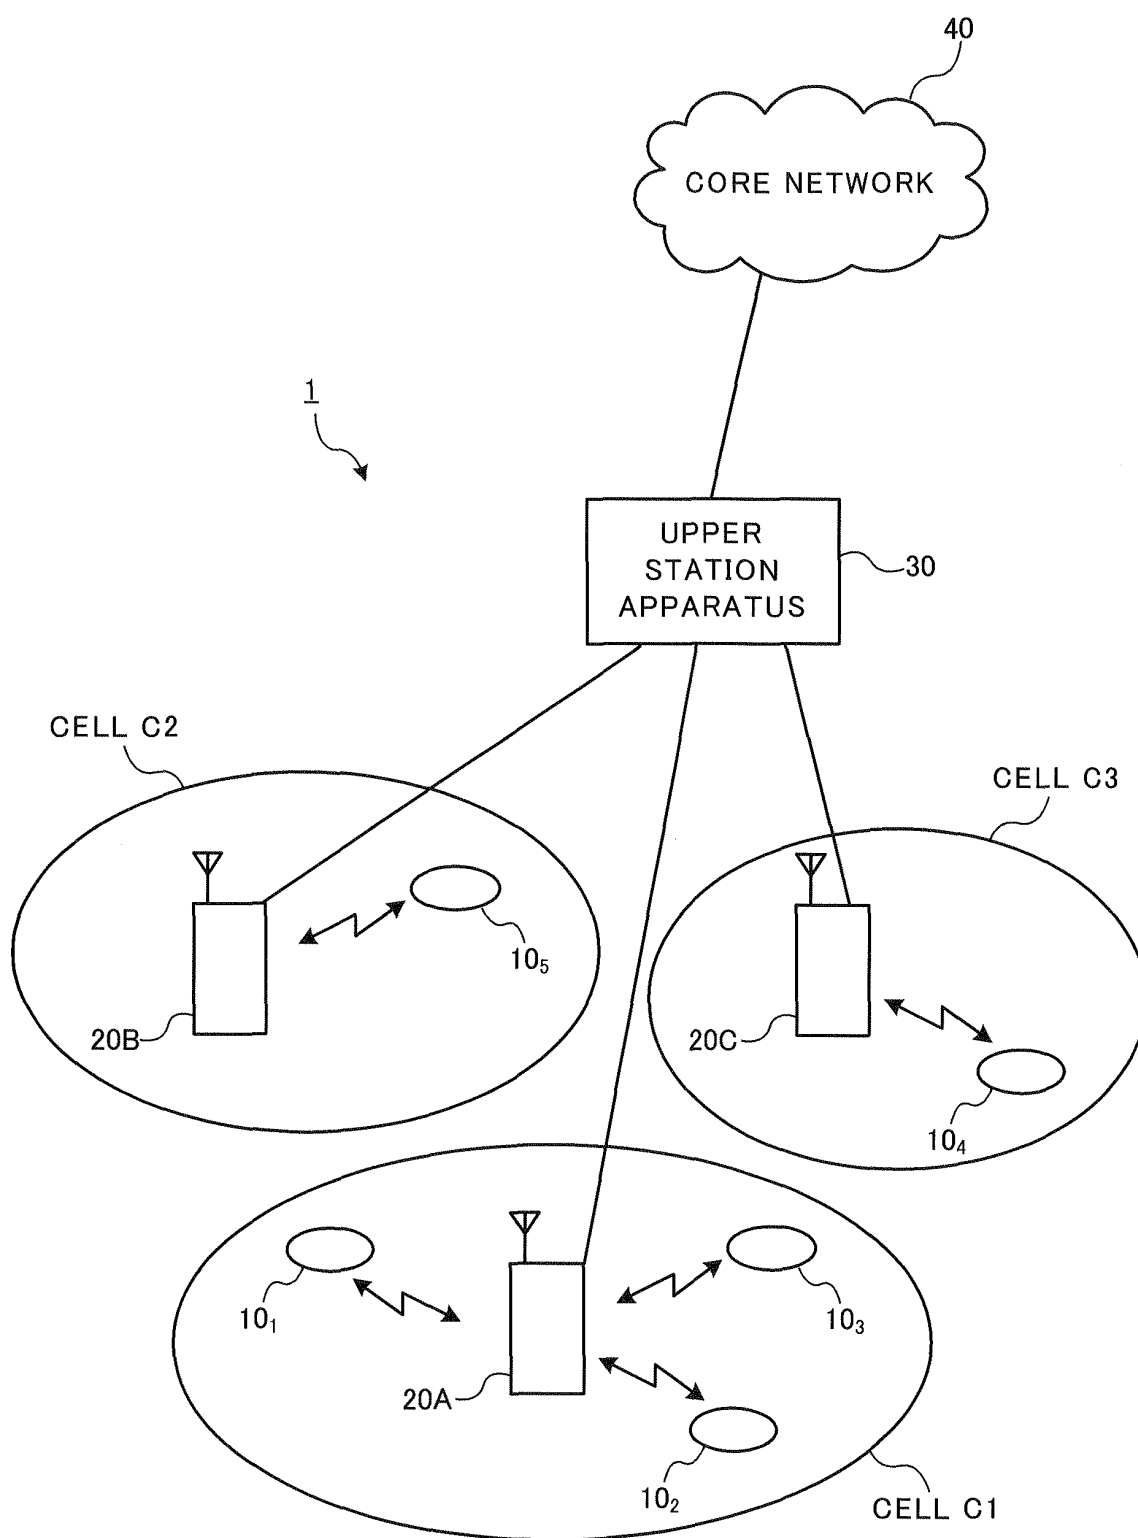 40
CORE NETWORK
1
UPPER
STATION
APPARATUS
30
CELL C2
CELL C3
10₅
20B
20C
10₄
10₁
10₃
20A
10₂
CELL C1